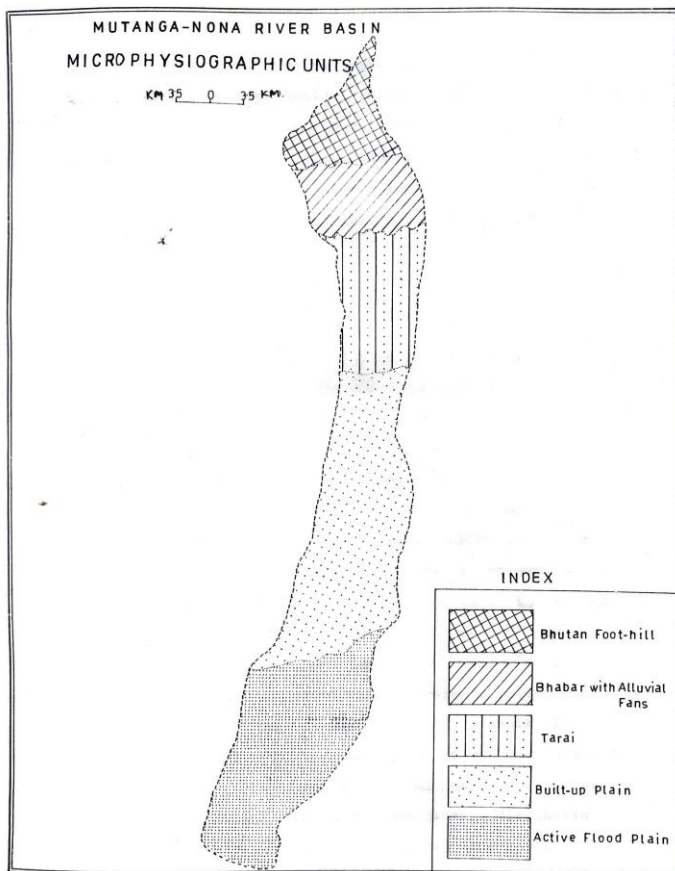 MUTANGA-NONA RIVER BASIN
MICROPHYSIOGRAPHIC UNITS
KM 35 0 35 KM.
INDEX
Bhutan Foot-hill
Bhabar with Alluvial
Fans
Tarai
Built-up Plain
Active Flood Plain